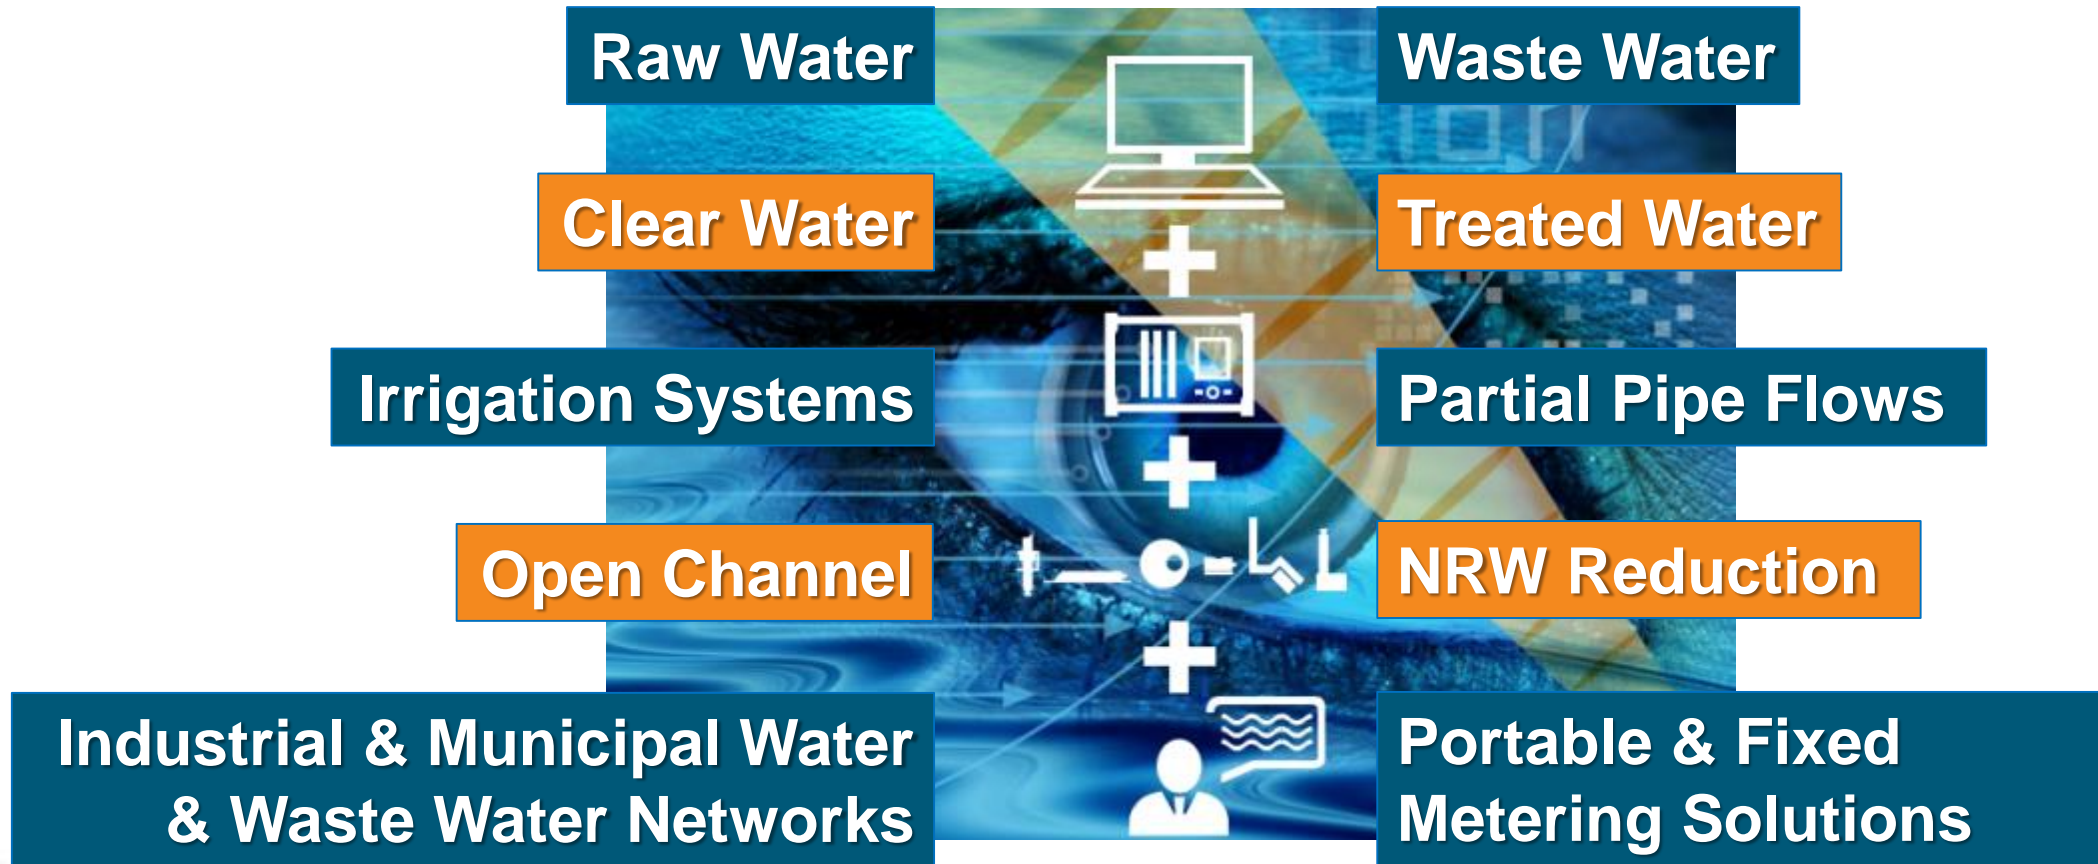 Raw Water
Waste Water
Clear Water
Treated Water
Irrigation Systems
Partial Pipe Flows
Open Channel
NRW Reduction
Industrial & Municipal Water
& Waste Water Networks
Portable & Fixed
Metering Solutions